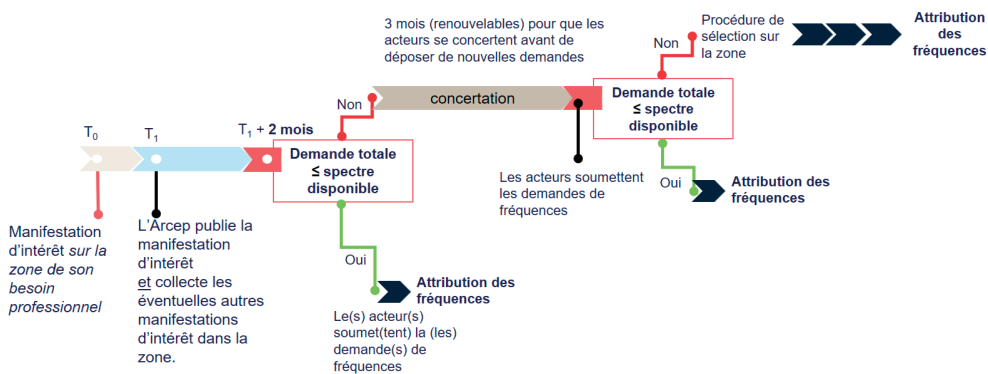 T0
Manifestation
d'intérêt sur la
zone de son
besoin
professionnel
T1
L'Arcep publie la
manifestation
d'intérêt
et collecte les
éventuelles autres
manifestations
d'intérêt dans la
zone.
T1 + 2 mois
Demande totale
≤ spectre
disponible
Oui
Attribution des
fréquences
Le(s) acteur(s)
soumet(tent) la (les)
demande(s) de
fréquences
Non
3 mois (renouvelables) pour que les
acteurs se concertent avant de
déposer de nouvelles demandes
concertation
Les acteurs soumettent
les demandes de
fréquences
Demande totale
≤ spectre
disponible
Oui
Attribution des
fréquences
Non
Procédure de
sélection sur
la zone
Attribution
des
fréquences